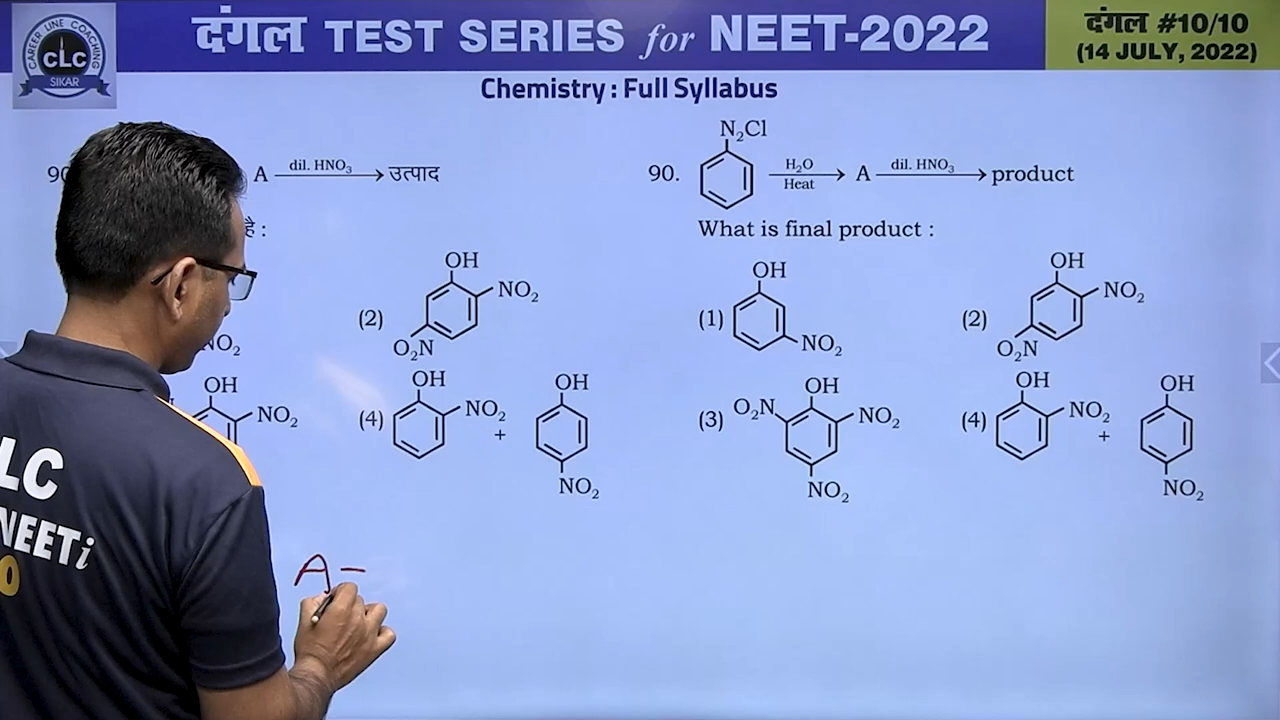 CAREER LINE COACHING
CLC
SIKAR
दंगल TEST SERIES for NEET-2022
दंगल #10/10
(14 JULY, 2022)
Chemistry : Full Syllabus
90
A dil. HNO₃ → उत्पाद
है :
NO₂
(2) OH NO₂ O₂N
OH NO₂
(4) OH NO₂ + OH NO₂
90. N₂Cl H₂O Heat → A dil. HNO₃ → product
What is final product :
(1) OH NO₂
(2) OH NO₂ O₂N
(3) O₂N OH NO₂ NO₂
(4) OH NO₂ + OH NO₂
LC
NEETi
0
A -